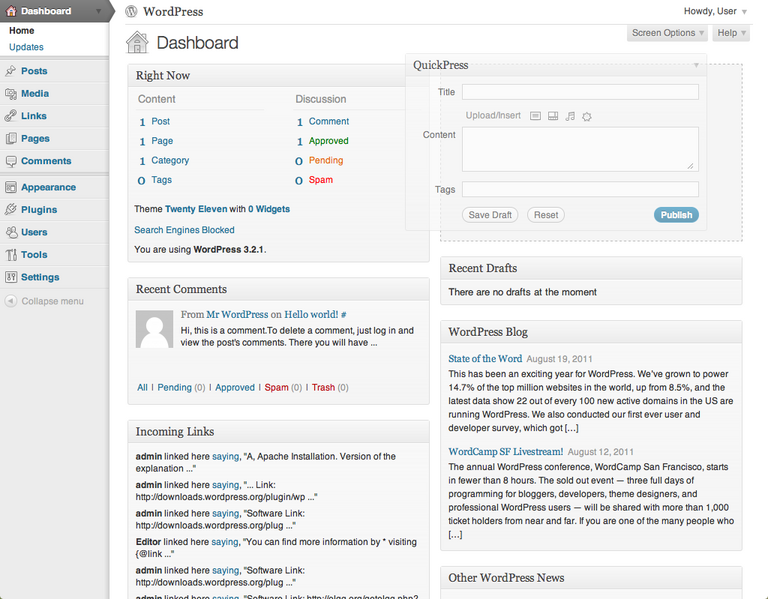 Dashboard
Home
Updates
Posts
Media
Links
Pages
Comments
Appearance
Plugins
Users
Tools
Settings
Collapse menu
WordPress
Howdy, User
Screen Options
Help
Dashboard
Right Now
Content
Discussion
1 Post
1 Comment
1 Page
1 Approved
1 Category
0 Pending
0 Tags
0 Spam
Theme Twenty Eleven with 0 Widgets
Search Engines Blocked
You are using WordPress 3.2.1.
Recent Comments
From Mr WordPress on Hello world! #
Hi, this is a comment.To delete a comment, just log in and
view the post's comments. There you will have ...
All | Pending (0) | Approved | Spam (0) | Trash (0)
Incoming Links
admin linked here saying, "A, Apache Installation. Version of the
explanation ..."
admin linked here saying, "... Link:
http://downloads.wordpress.org/plugin/wp ..."
admin linked here saying, "Software Link:
http://downloads.wordpress.org/plug ..."
Editor linked here saying, "You can find more information by * visiting
{@link ..."
admin linked here saying, "Software Link:
http://downloads.wordpress.org/plug ..."
admin linked here saying, "Software Link: http://elgg.org/getelgg.php?
QuickPress
Title
Upload/Insert
Content
Tags
Save Draft
Reset
Publish
Recent Drafts
There are no drafts at the moment
WordPress Blog
State of the Word August 19, 2011
This has been an exciting year for WordPress. We've grown to power
14.7% of the top million websites in the world, up from 8.5%, and the
latest data show 22 out of every 100 new active domains in the US are
running WordPress. We also conducted our first ever user and
developer survey, which got […]
WordCamp SF Livestream! August 12, 2011
The annual WordPress conference, WordCamp San Francisco, starts
in fewer than 8 hours. The sold out event — three full days of
programming for bloggers, developers, theme designers, and
professional WordPress users — will be shared with more than 1,000
ticket holders from near and far. If you are one of the many people who
[…]
Other WordPress News